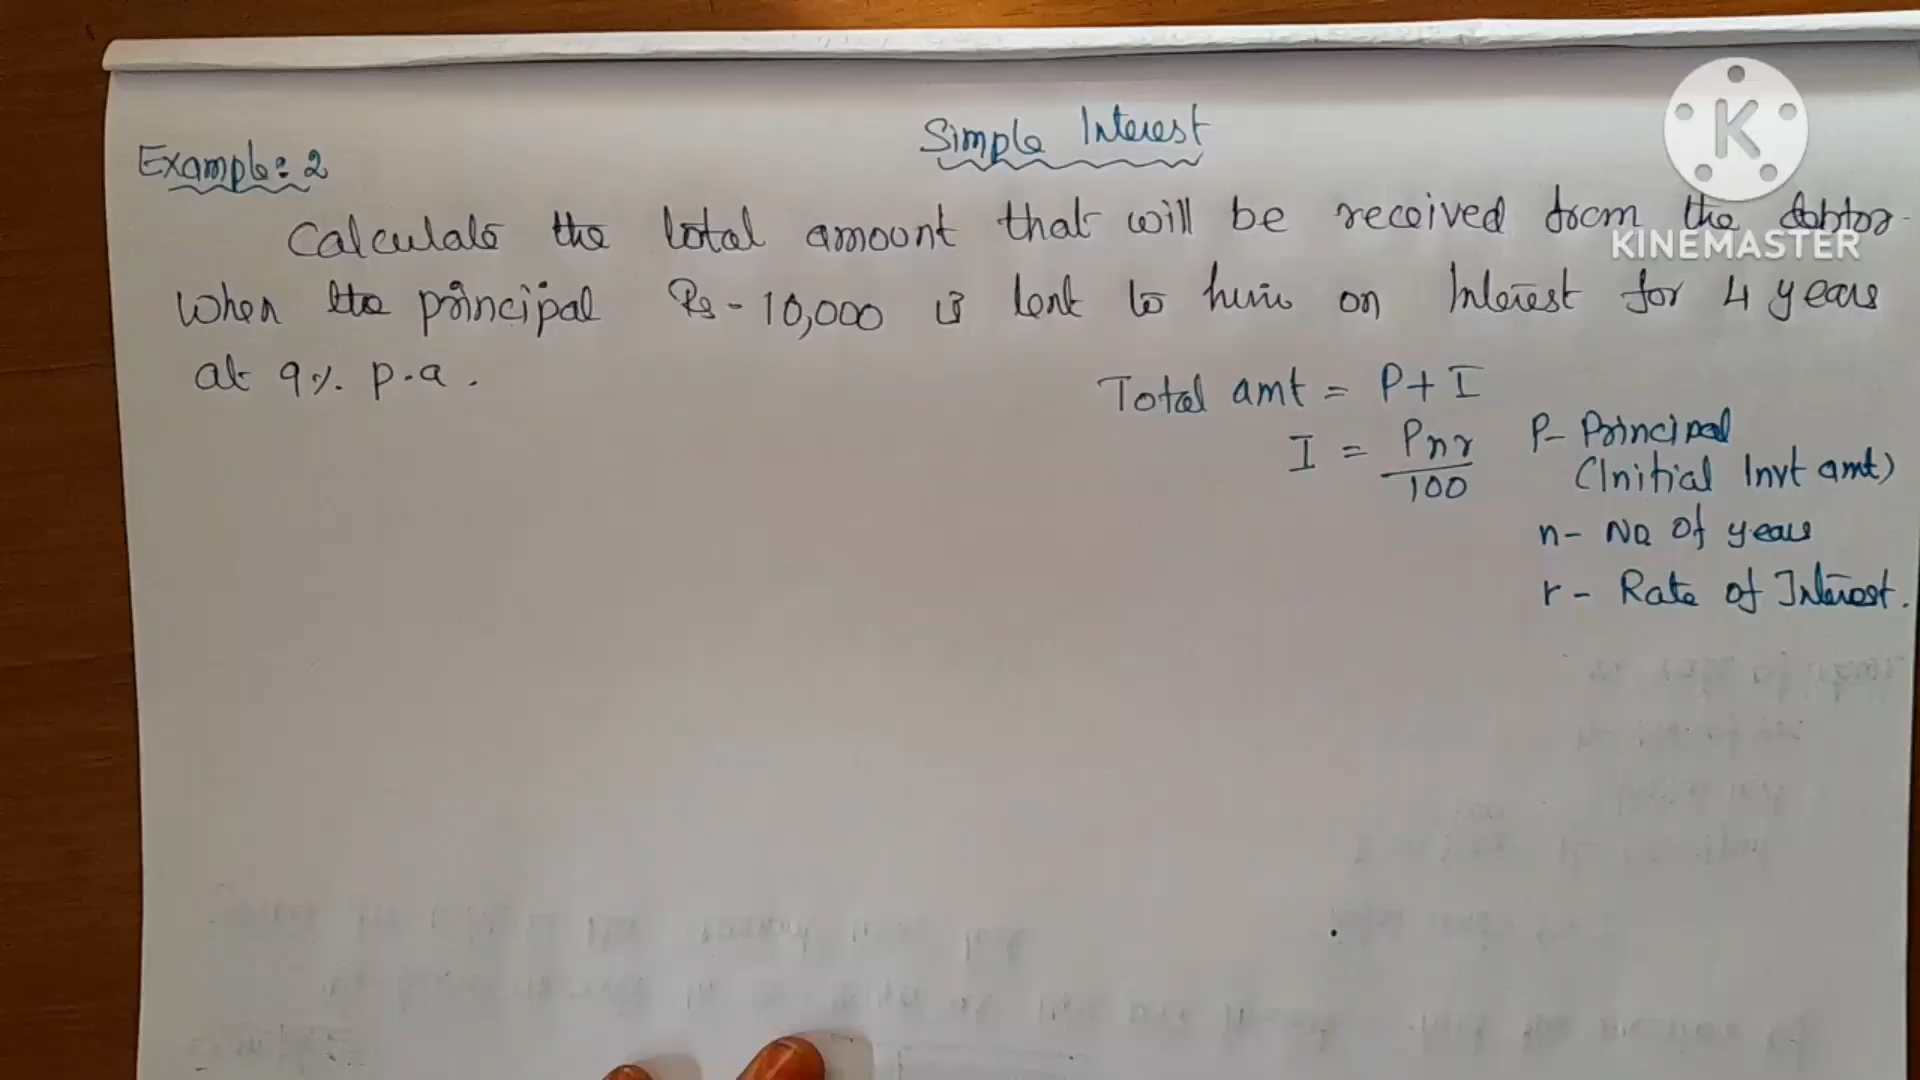 Simple Interest
Example: 2
Calculate the total amount that will be received from the debtor
When the principal Rs - 10,000 is lent to him on Interest for 4 years
at 9% p.a.
Total amt = P + I
I = Pnr/100
P - Principal
(Initial Invt amt)
n - No of years
r - Rate of Interest.
K
KINEMASTER